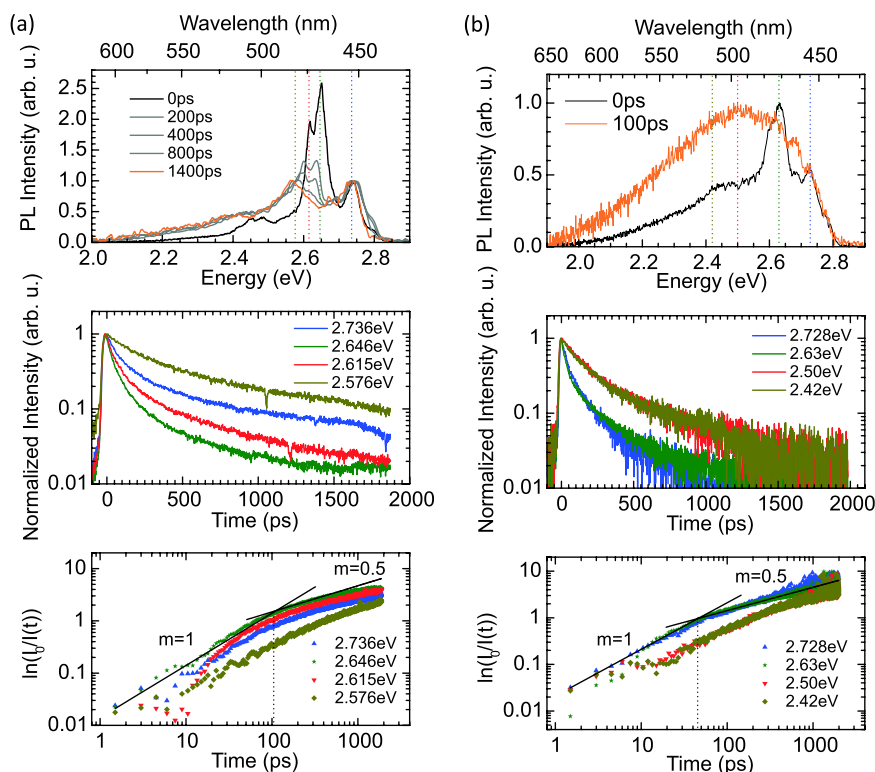 (a)
Wavelength (nm)
600 550 500 450
PL Intensity (arb. u.)
2.5
2.0
1.5
1.0
0.5
0.0
0ps
200ps
400ps
800ps
1400ps
2.0 2.2 2.4 2.6 2.8
Energy (eV)
Normalized Intensity (arb. u.)
1
0.1
0.01
2.736eV
2.646eV
2.615eV
2.576eV
0 500 1000 1500 2000
Time (ps)
ln(I₀/I(t))
10
1
0.1
0.01
m=1
m=0.5
2.736eV
2.646eV
2.615eV
2.576eV
1 10 100 1000
Time (ps)
(b)
Wavelength (nm)
650 600 550 500 450
PL Intensity (arb. u.)
1.0
0.5
0.0
0ps
100ps
2.0 2.2 2.4 2.6 2.8
Energy (eV)
Normalized Intensity (arb. u.)
1
0.1
0.01
2.728eV
2.63eV
2.50eV
2.42eV
0 500 1000 1500 2000
Time (ps)
ln(I₀/I(t))
10
1
0.1
0.01
m=1
m=0.5
2.728eV
2.63eV
2.50eV
2.42eV
1 10 100 1000
Time (ps)